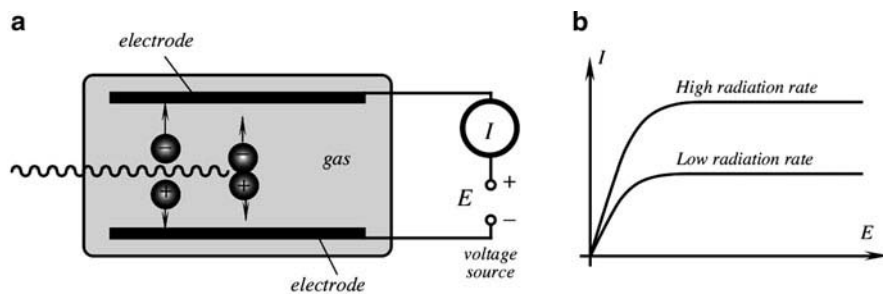 a
electrode
gas
electrode
I
+
E
−
voltage
source
−
−
+
+
b
I
High radiation rate
Low radiation rate
E